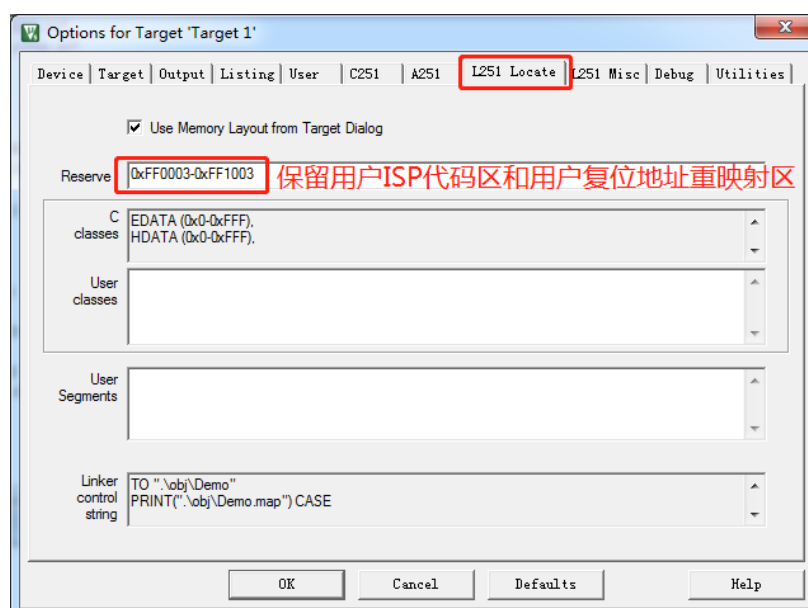 Options for Target 'Target 1'
Device Target Output Listing User C251 A251 L251 Locate L251 Misc Debug Utilities
Use Memory Layout from Target Dialog
Reserve 0xFF0003-0xFF1003 保留用户ISP代码区和用户复位地址重映射区
C classes
EDATA (0x0-0xFFF),
HDATA (0x0-0xFFF),
User classes
User Segments
Linker control string
TO ".\obj\Demo"
PRINT(".\obj\Demo.map") CASE
OK Cancel Defaults Help